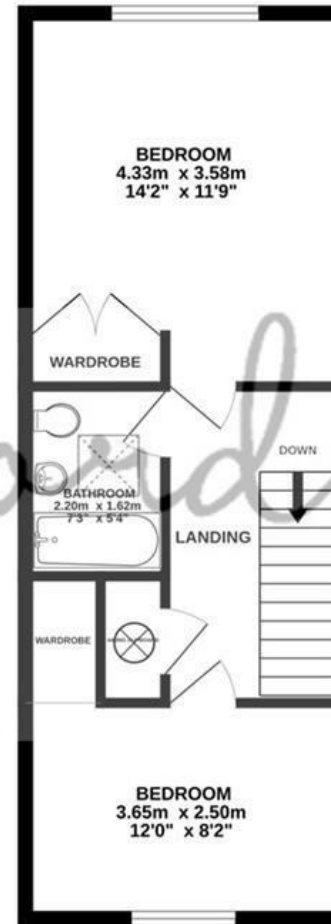 BEDROOM
4.33m x 3.58m
14'2" x 11'9"
WARDROBE
DOWN
BATHROOM
2.20m x 1.62m
7'3" x 5'4"
LANDING
WARDROBE
BEDROOM
3.65m x 2.50m
12'0" x 8'2"